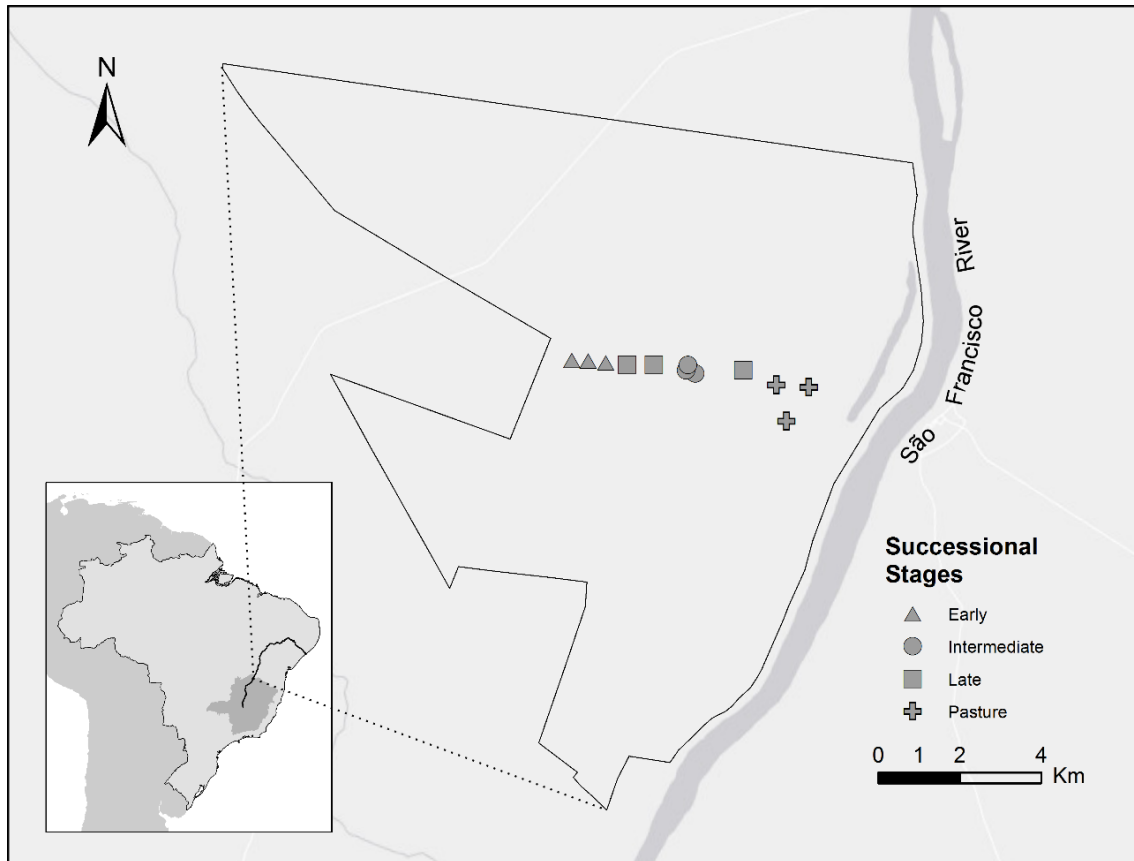 N
São Francisco River
Successional
Stages
Early
Intermediate
Late
Pasture
0 1 2 4
Km